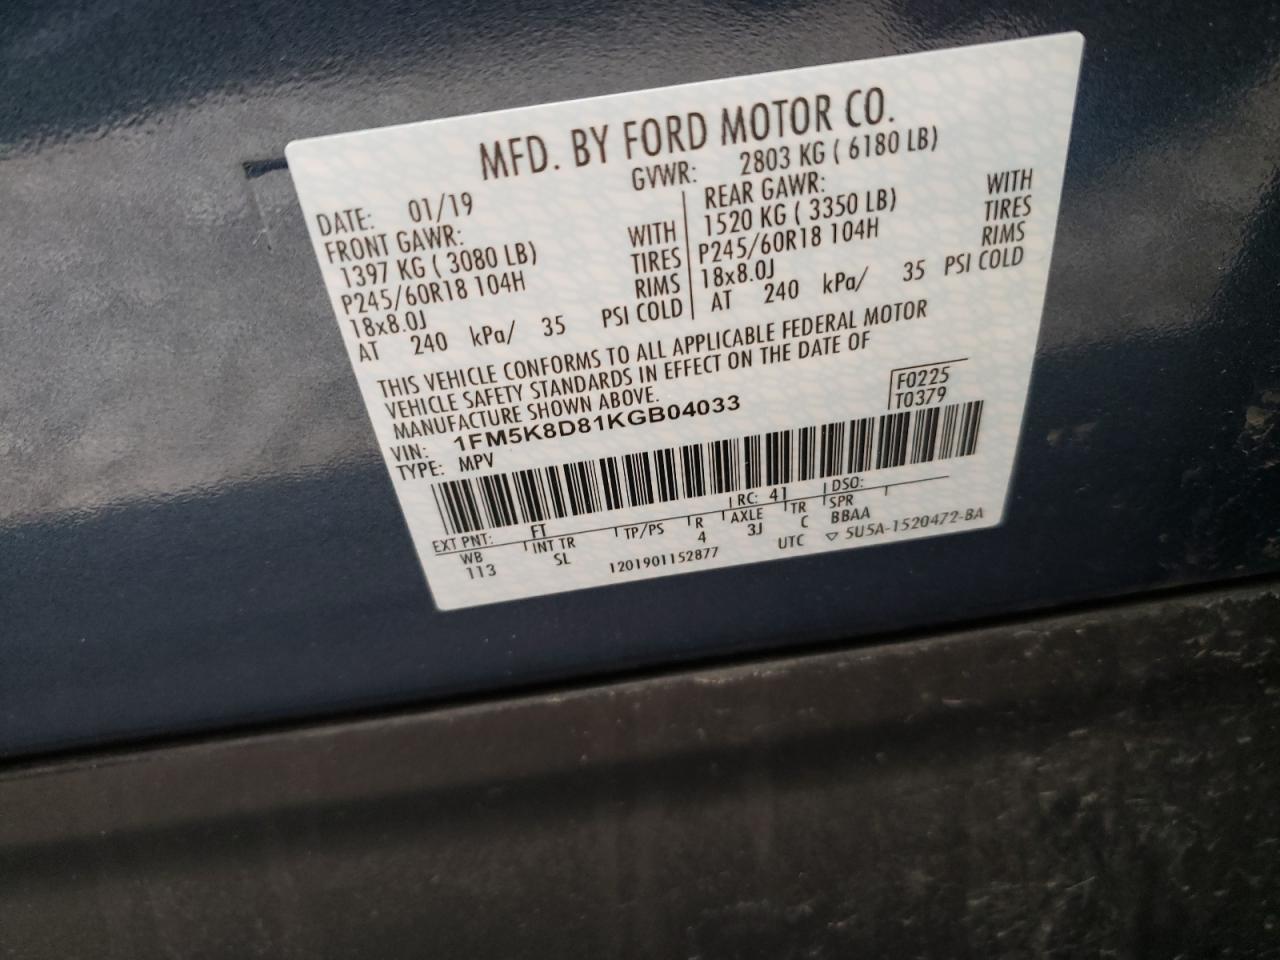 MFD. BY FORD MOTOR CO.
DATE: 01/19 GVWR: 2803 KG ( 6180 LB)
FRONT GAWR: REAR GAWR:
1397 KG ( 3080 LB) WITH 1520 KG ( 3350 LB) WITH
P245/60R18 104H TIRES P245/60R18 104H TIRES
18x8.0J RIMS 18x8.0J RIMS
AT 240 kPa/ 35 PSI COLD AT 240 kPa/ 35 PSI COLD
THIS VEHICLE CONFORMS TO ALL APPLICABLE FEDERAL MOTOR
VEHICLE SAFETY STANDARDS IN EFFECT ON THE DATE OF
MANUFACTURE SHOWN ABOVE.
VIN: 1FM5K8D81KGB04033 F0225
TYPE: MPV T0379
EXT PNT: FT RC: 41 DSO:
WB INT TR TP/PS R AXLE TR SPR
113 SL 4 3J C BBAA
1201901152877 UTC ▽ 5U5A-1520472-BA